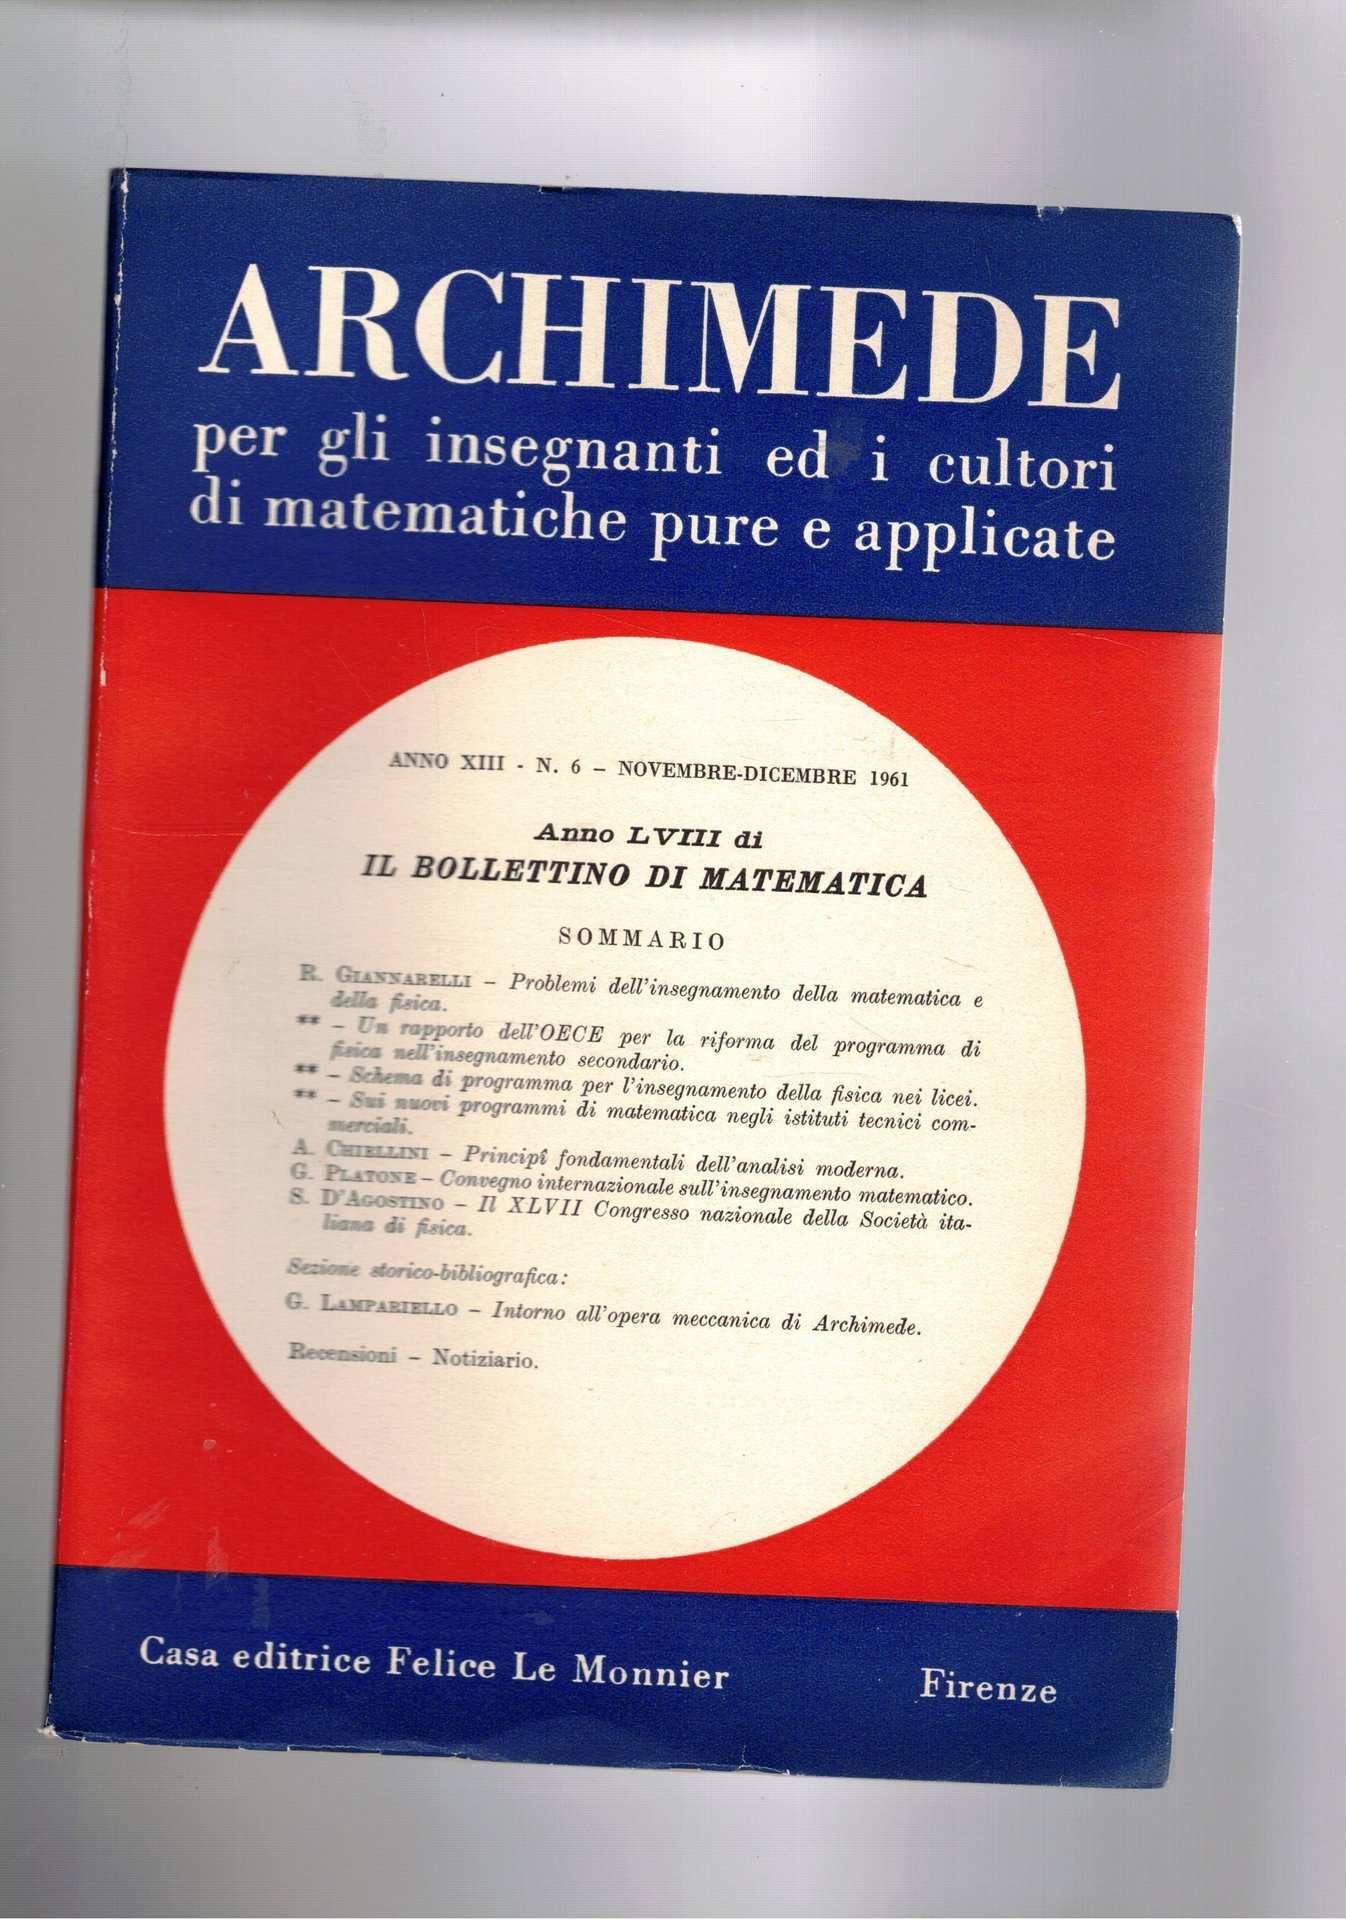 ARCHIMEDE
per gli insegnanti ed i cultori
di matematiche pure e applicate
ANNO XIII - N. 6 – NOVEMBRE-DICEMBRE 1961
Anno LVIII di
IL BOLLETTINO DI MATEMATICA
SOMMARIO
R. GIANNARELLI – Problemi dell'insegnamento della matematica e
della fisica.
** – Un rapporto dell'OECE per la riforma del programma di
fisica nell'insegnamento secondario.
** – Schema di programma per l'insegnamento della fisica nei licei.
** – Sui nuovi programmi di matematica negli istituti tecnici com-
merciali.
A. CHIELLINI – Principî fondamentali dell'analisi moderna.
G. PLATONE – Convegno internazionale sull'insegnamento matematico.
S. D'AGOSTINO – Il XLVII Congresso nazionale della Società ita-
liana di fisica.
Sezione storico-bibliografica:
G. LAMPARIELLO – Intorno all'opera meccanica di Archimede.
Recensioni – Notiziario.
Casa editrice Felice Le Monnier Firenze